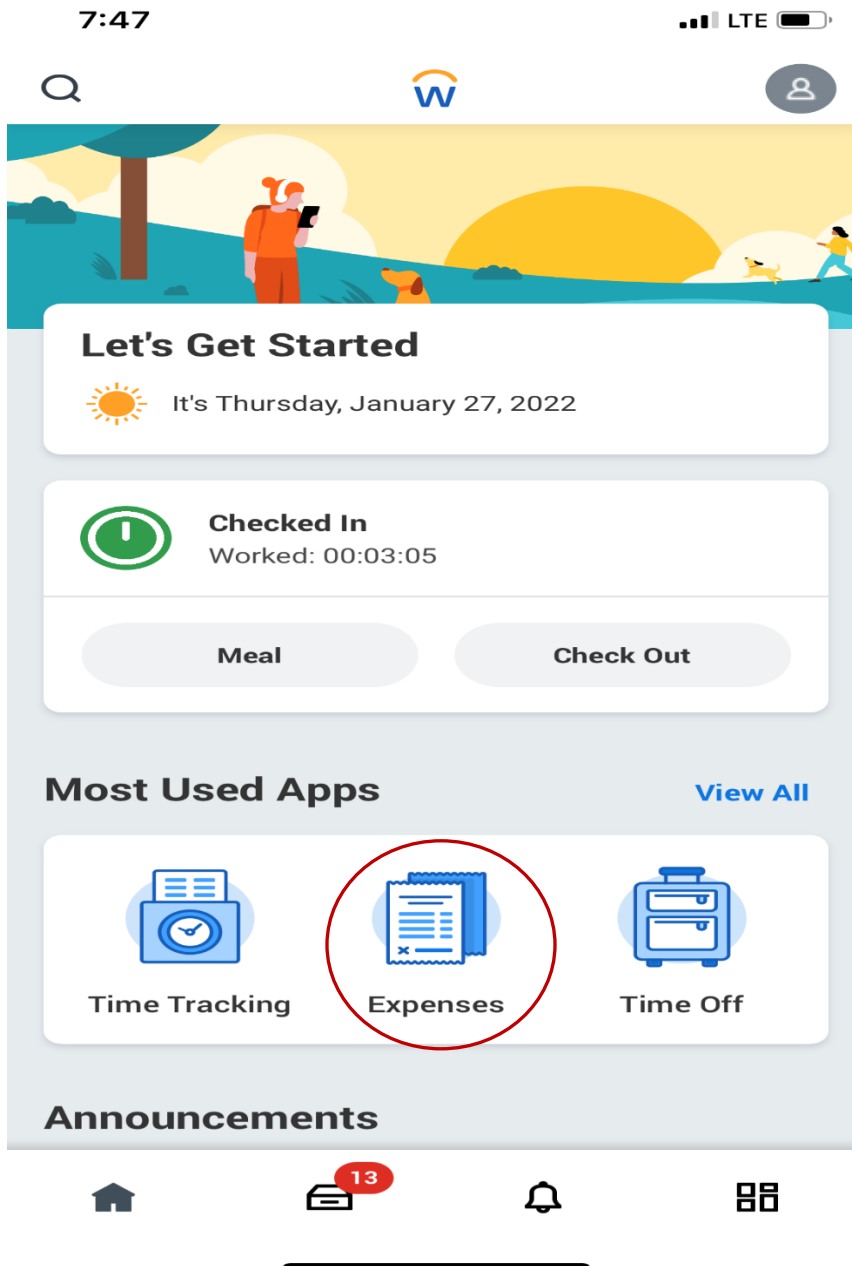 7:47 LTE
W
Let's Get Started
It's Thursday, January 27, 2022
Checked In
Worked: 00:03:05
Meal Check Out
Most Used Apps View All
Time Tracking Expenses Time Off
Announcements
13